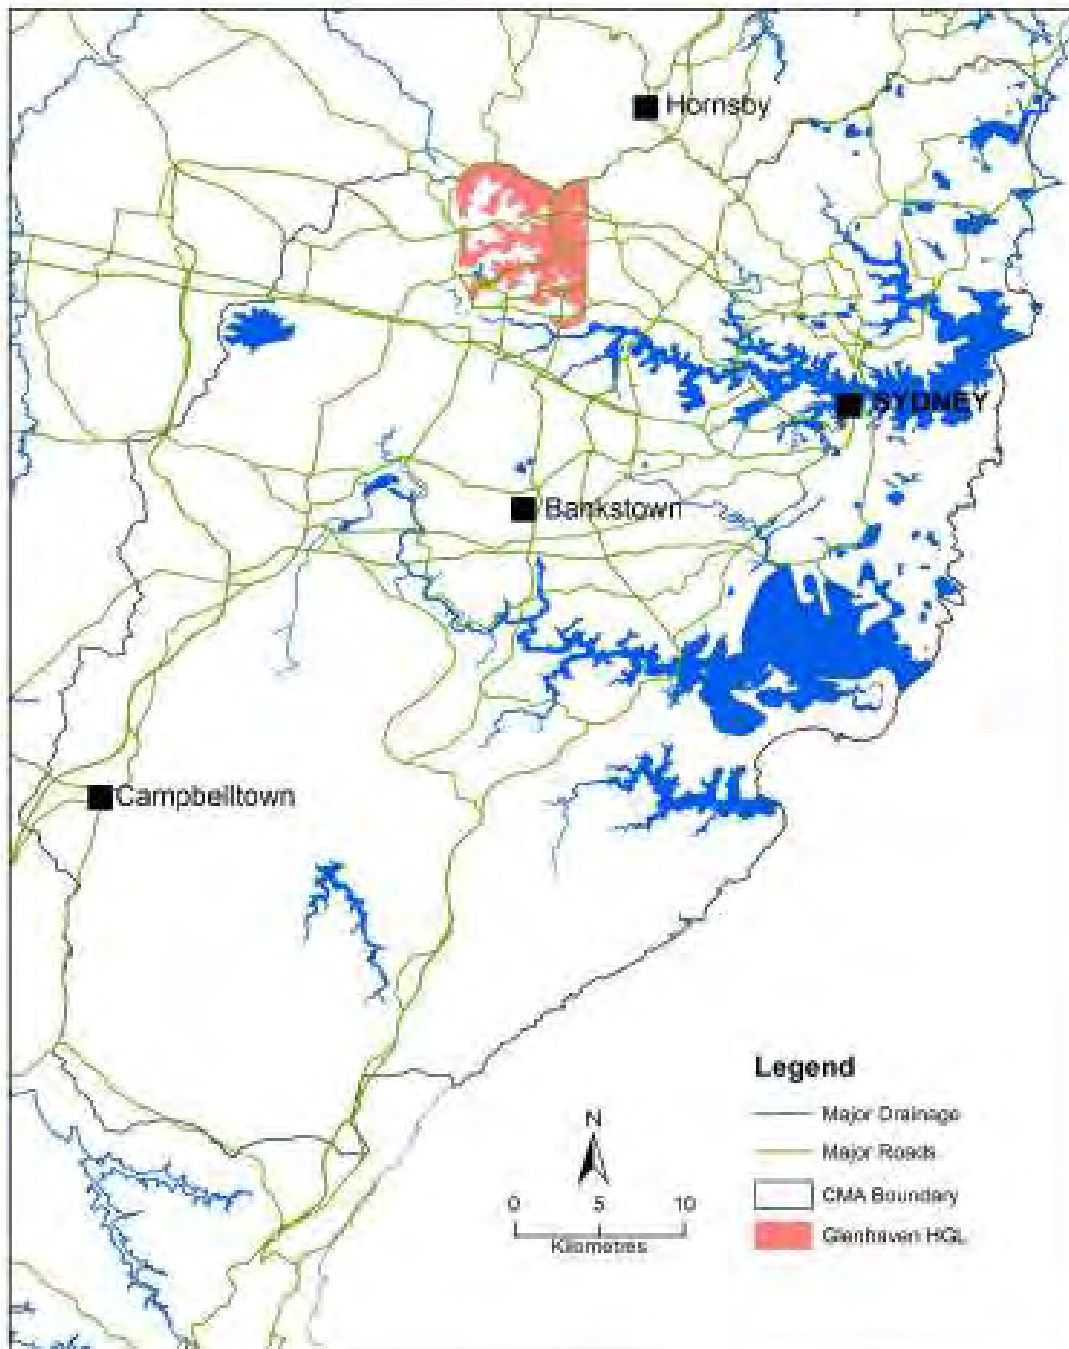 Hornsby
SYDNEY
Bankstown
Campbelltown
Legend
Major Drainage
Major Roads
CMA Boundary
Glenhaven HGL
N
0 5 10
Kilometres